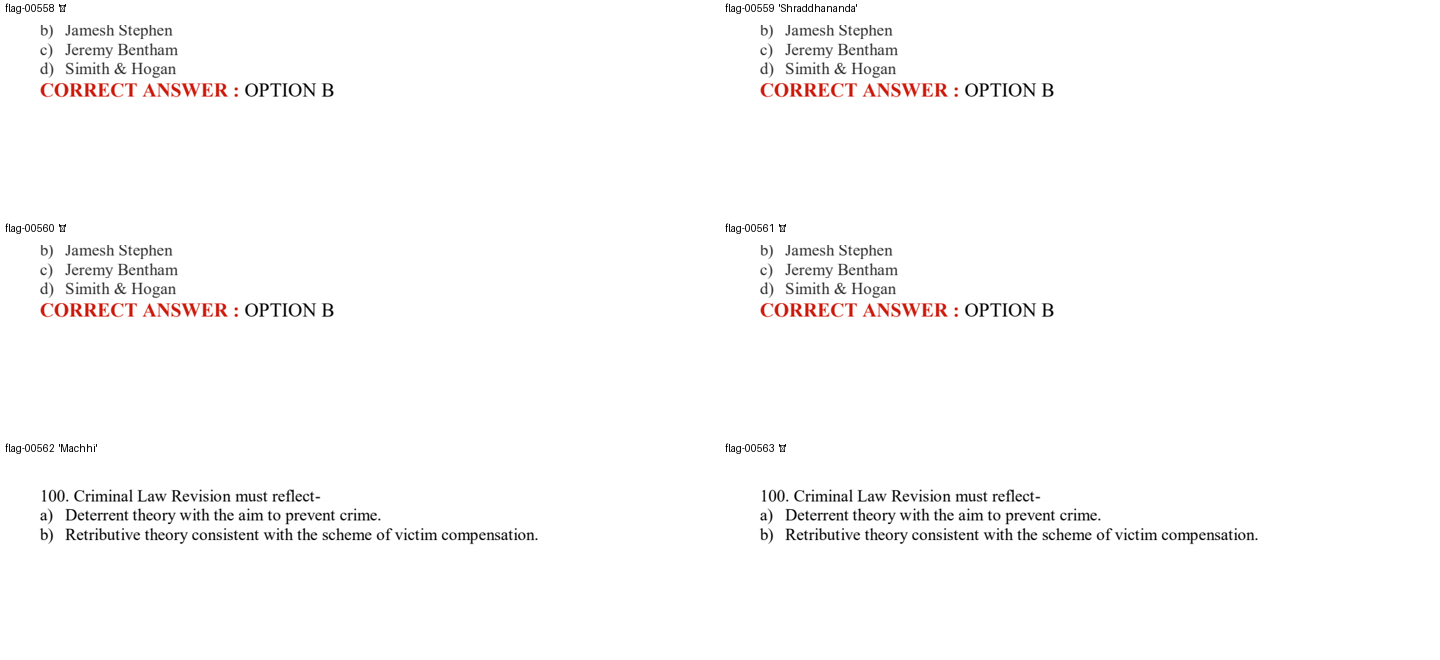 flag-00558
b) Jamesh Stephen
c) Jeremy Bentham
d) Simith & Hogan
CORRECT ANSWER : OPTION B
flag-00559 'Shraddhananda'
b) Jamesh Stephen
c) Jeremy Bentham
d) Simith & Hogan
CORRECT ANSWER : OPTION B
flag-00560
b) Jamesh Stephen
c) Jeremy Bentham
d) Simith & Hogan
CORRECT ANSWER : OPTION B
flag-00561
b) Jamesh Stephen
c) Jeremy Bentham
d) Simith & Hogan
CORRECT ANSWER : OPTION B
flag-00562 'Machhi'
100. Criminal Law Revision must reflect-
a) Deterrent theory with the aim to prevent crime.
b) Retributive theory consistent with the scheme of victim compensation.
flag-00563
100. Criminal Law Revision must reflect-
a) Deterrent theory with the aim to prevent crime.
b) Retributive theory consistent with the scheme of victim compensation.